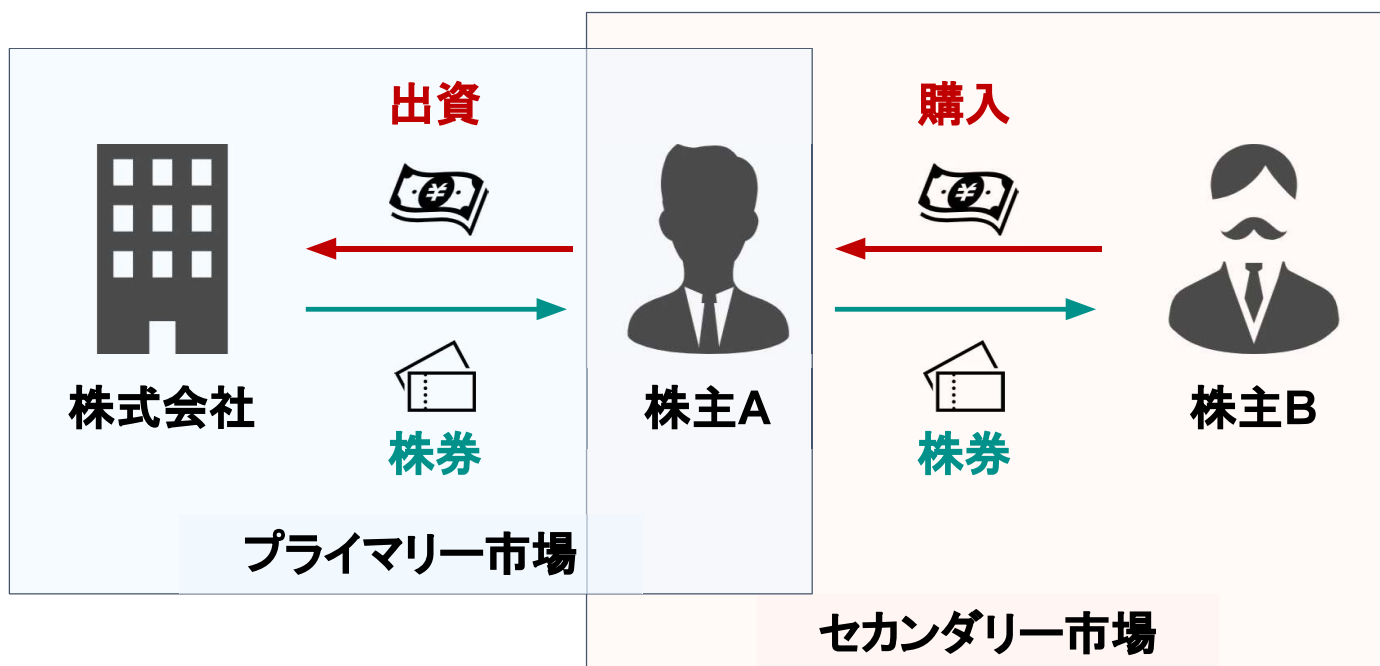 出資
購入
株式会社
株主A
株主B
株券
株券
プライマリー市場
セカンダリー市場